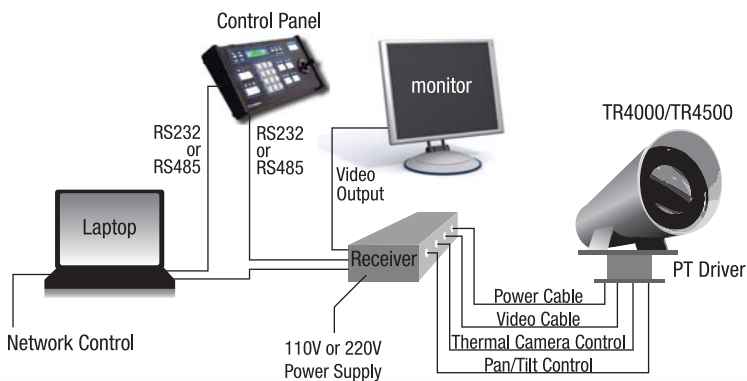 Control Panel
monitor
TR4000/TR4500
RS232
or
RS485
RS232
or
RS485
Video
Output
Laptop
Receiver
PT Driver
Power Cable
Video Cable
Thermal Camera Control
Pan/Tilt Control
Network Control
110V or 220V
Power Supply